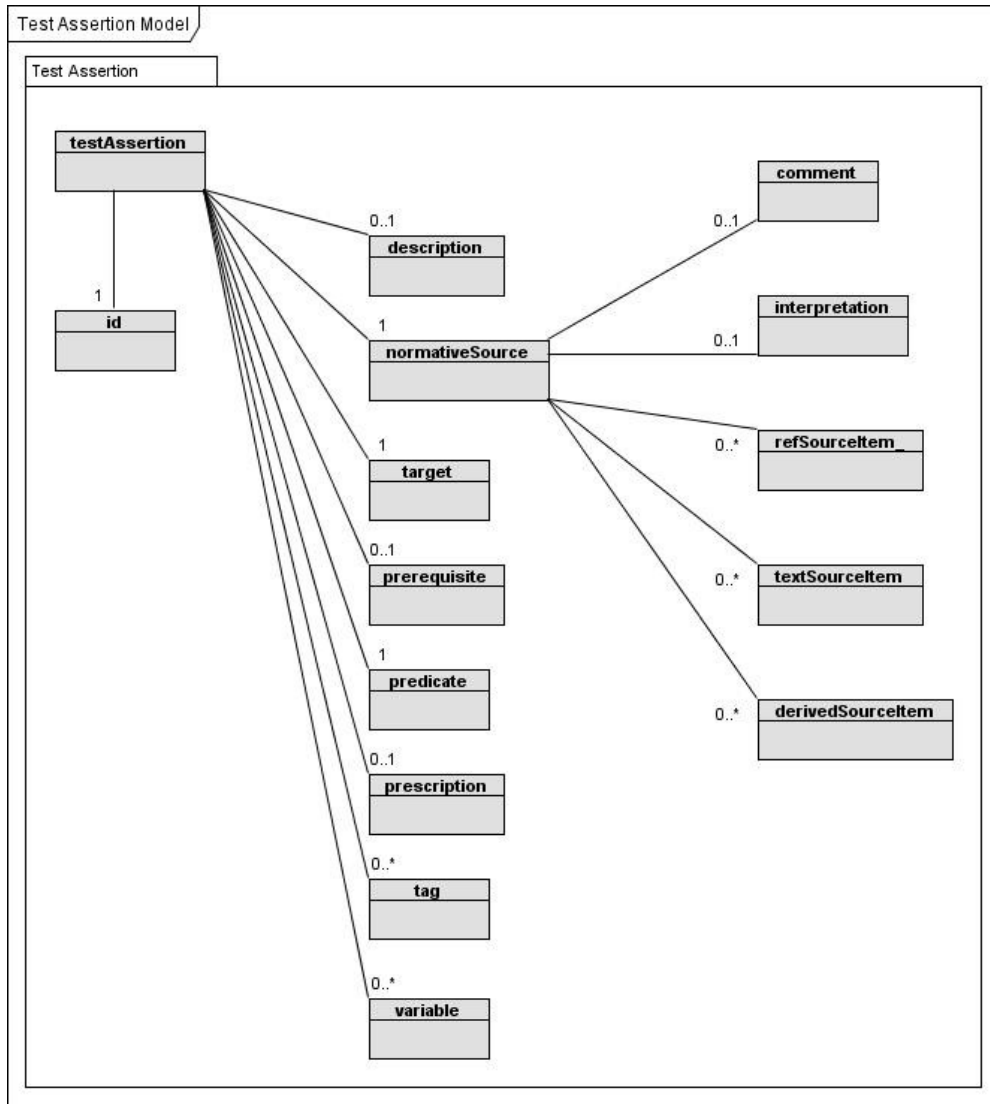 Test Assertion Model
Test Assertion
testAssertion
1
id
0..1
description
1
normativeSource
1
target
0..1
prerequisite
1
predicate
0..1
prescription
0..*
tag
0..*
variable
0..1
comment
0..1
interpretation
0..*
refSourceItem_
0..*
textSourceItem
0..*
derivedSourceItem